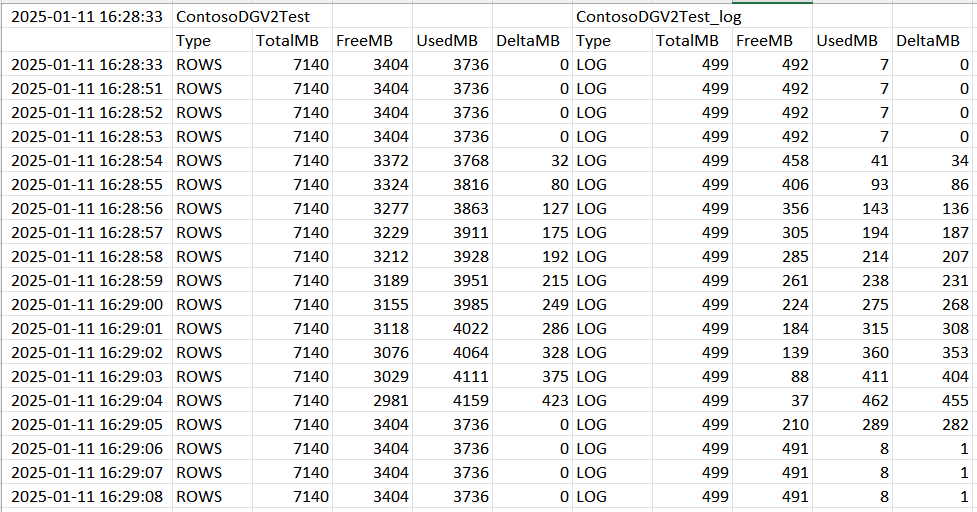 2025-01-11 16:28:33 ContosoDGV2Test ContosoDGV2Test_log
Type TotalMB FreeMB UsedMB DeltaMB Type TotalMB FreeMB UsedMB DeltaMB
2025-01-11 16:28:33 ROWS 7140 3404 3736 0 LOG 499 492 7 0
2025-01-11 16:28:51 ROWS 7140 3404 3736 0 LOG 499 492 7 0
2025-01-11 16:28:52 ROWS 7140 3404 3736 0 LOG 499 492 7 0
2025-01-11 16:28:53 ROWS 7140 3404 3736 0 LOG 499 492 7 0
2025-01-11 16:28:54 ROWS 7140 3372 3768 32 LOG 499 458 41 34
2025-01-11 16:28:55 ROWS 7140 3324 3816 80 LOG 499 406 93 86
2025-01-11 16:28:56 ROWS 7140 3277 3863 127 LOG 499 356 143 136
2025-01-11 16:28:57 ROWS 7140 3229 3911 175 LOG 499 305 194 187
2025-01-11 16:28:58 ROWS 7140 3212 3928 192 LOG 499 285 214 207
2025-01-11 16:28:59 ROWS 7140 3189 3951 215 LOG 499 261 238 231
2025-01-11 16:29:00 ROWS 7140 3155 3985 249 LOG 499 224 275 268
2025-01-11 16:29:01 ROWS 7140 3118 4022 286 LOG 499 184 315 308
2025-01-11 16:29:02 ROWS 7140 3076 4064 328 LOG 499 139 360 353
2025-01-11 16:29:03 ROWS 7140 3029 4111 375 LOG 499 88 411 404
2025-01-11 16:29:04 ROWS 7140 2981 4159 423 LOG 499 37 462 455
2025-01-11 16:29:05 ROWS 7140 3404 3736 0 LOG 499 210 289 282
2025-01-11 16:29:06 ROWS 7140 3404 3736 0 LOG 499 491 8 1
2025-01-11 16:29:07 ROWS 7140 3404 3736 0 LOG 499 491 8 1
2025-01-11 16:29:08 ROWS 7140 3404 3736 0 LOG 499 491 8 1